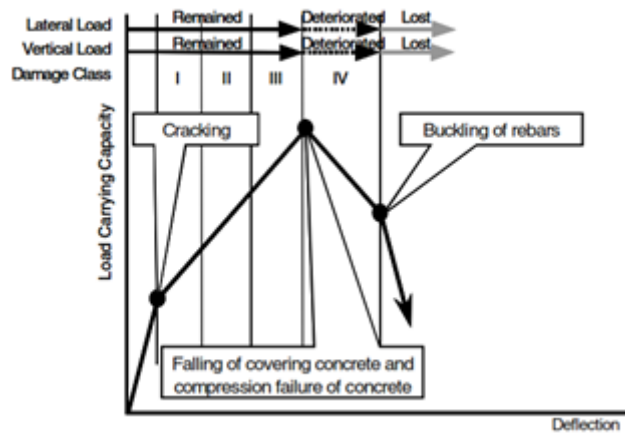 Lateral Load Remained Deteriorated Lost
Vertical Load Remained Deteriorated Lost
Damage Class I II III IV
Cracking
Buckling of rebars
Load Carrying Capacity
Falling of covering concrete and
compression failure of concrete
Deflection